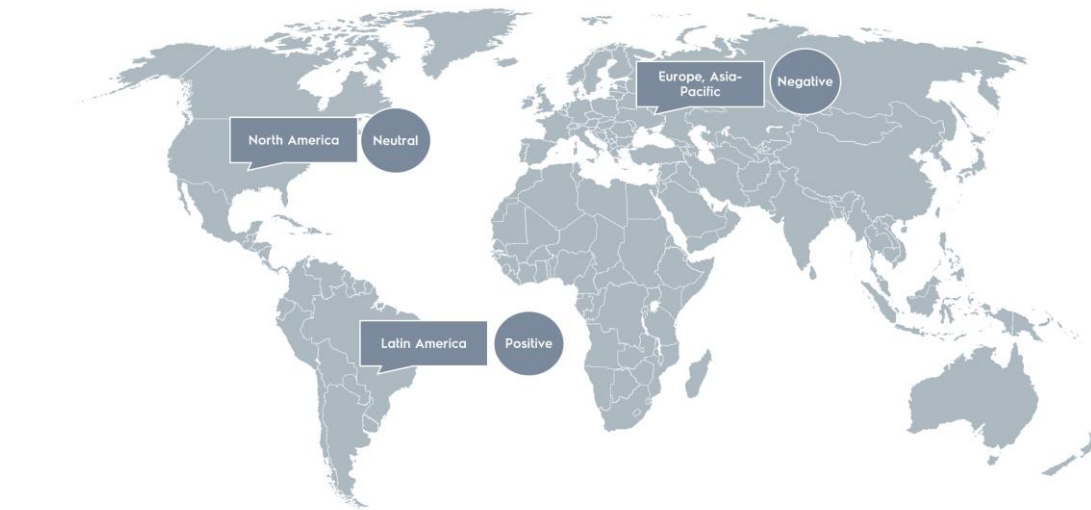 Europe, Asia-
Pacific
Negative
North America
Neutral
Latin America
Positive